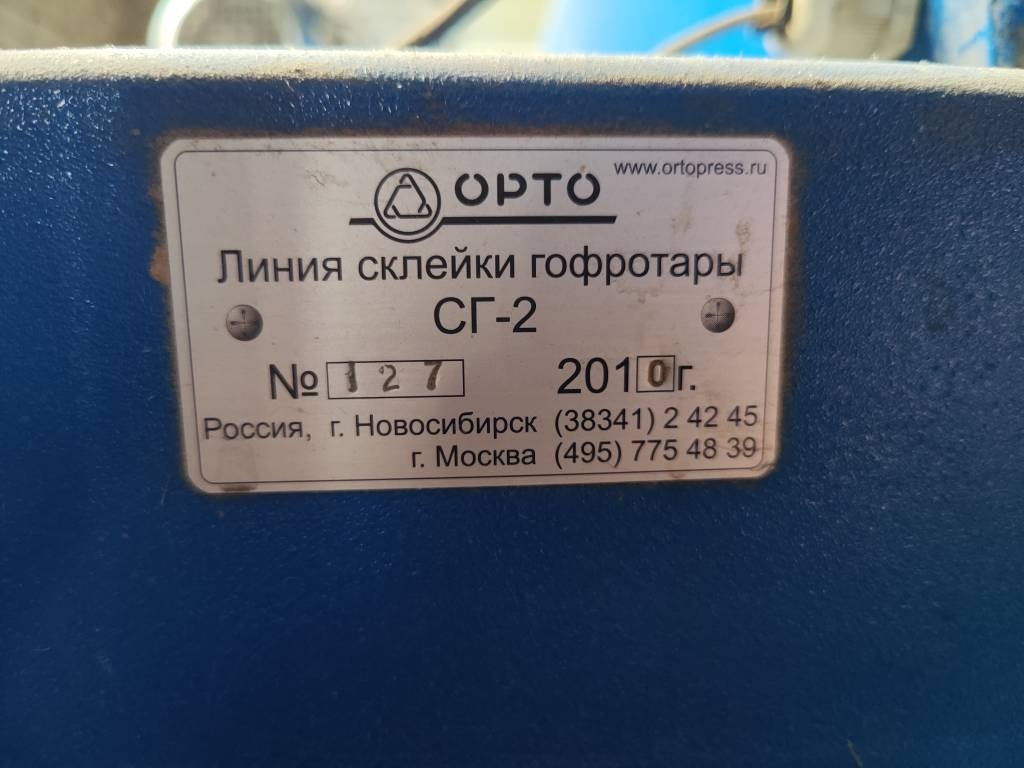 ОРТО
www.ortopress.ru
Линия склейки гофротары
СГ-2
№ 127 2010г.
Россия, г. Новосибирск (38341) 2 42 45
г. Москва (495) 775 48 39